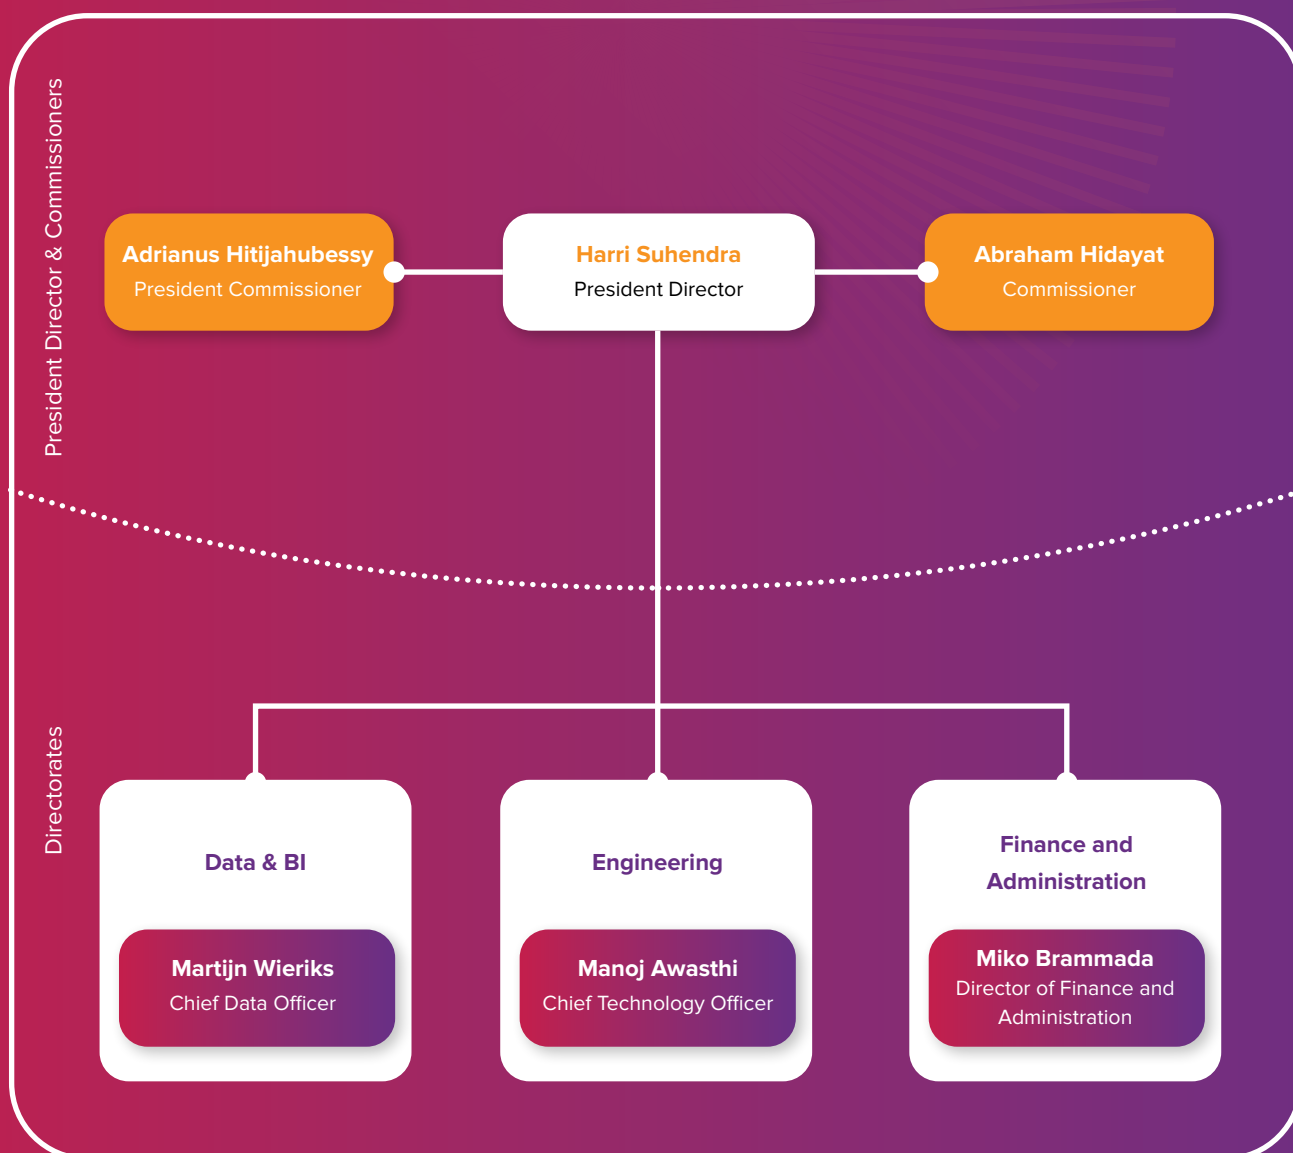 President Director & Commissioners
Adrianus Hitijahubessy
President Commissioner
Harri Suhendra
President Director
Abraham Hidayat
Commissioner
Directorates
Data & BI
Martijn Wieriks
Chief Data Officer
Engineering
Manoj Awasthi
Chief Technology Officer
Finance and
Administration
Miko Brammada
Director of Finance and
Administration